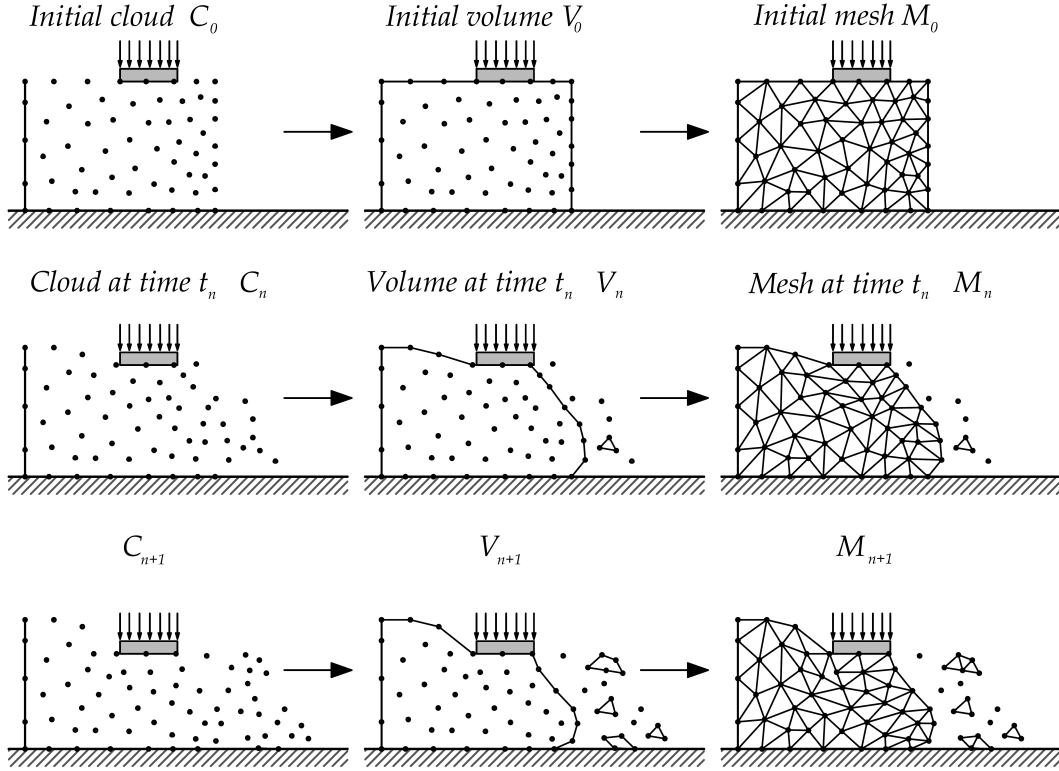 Initial cloud C₀ Initial volume V₀ Initial mesh M₀
Cloud at time tₙ Cₙ Volume at time tₙ Vₙ Mesh at time tₙ Mₙ
Cₙ₊₁ Vₙ₊₁ Mₙ₊₁